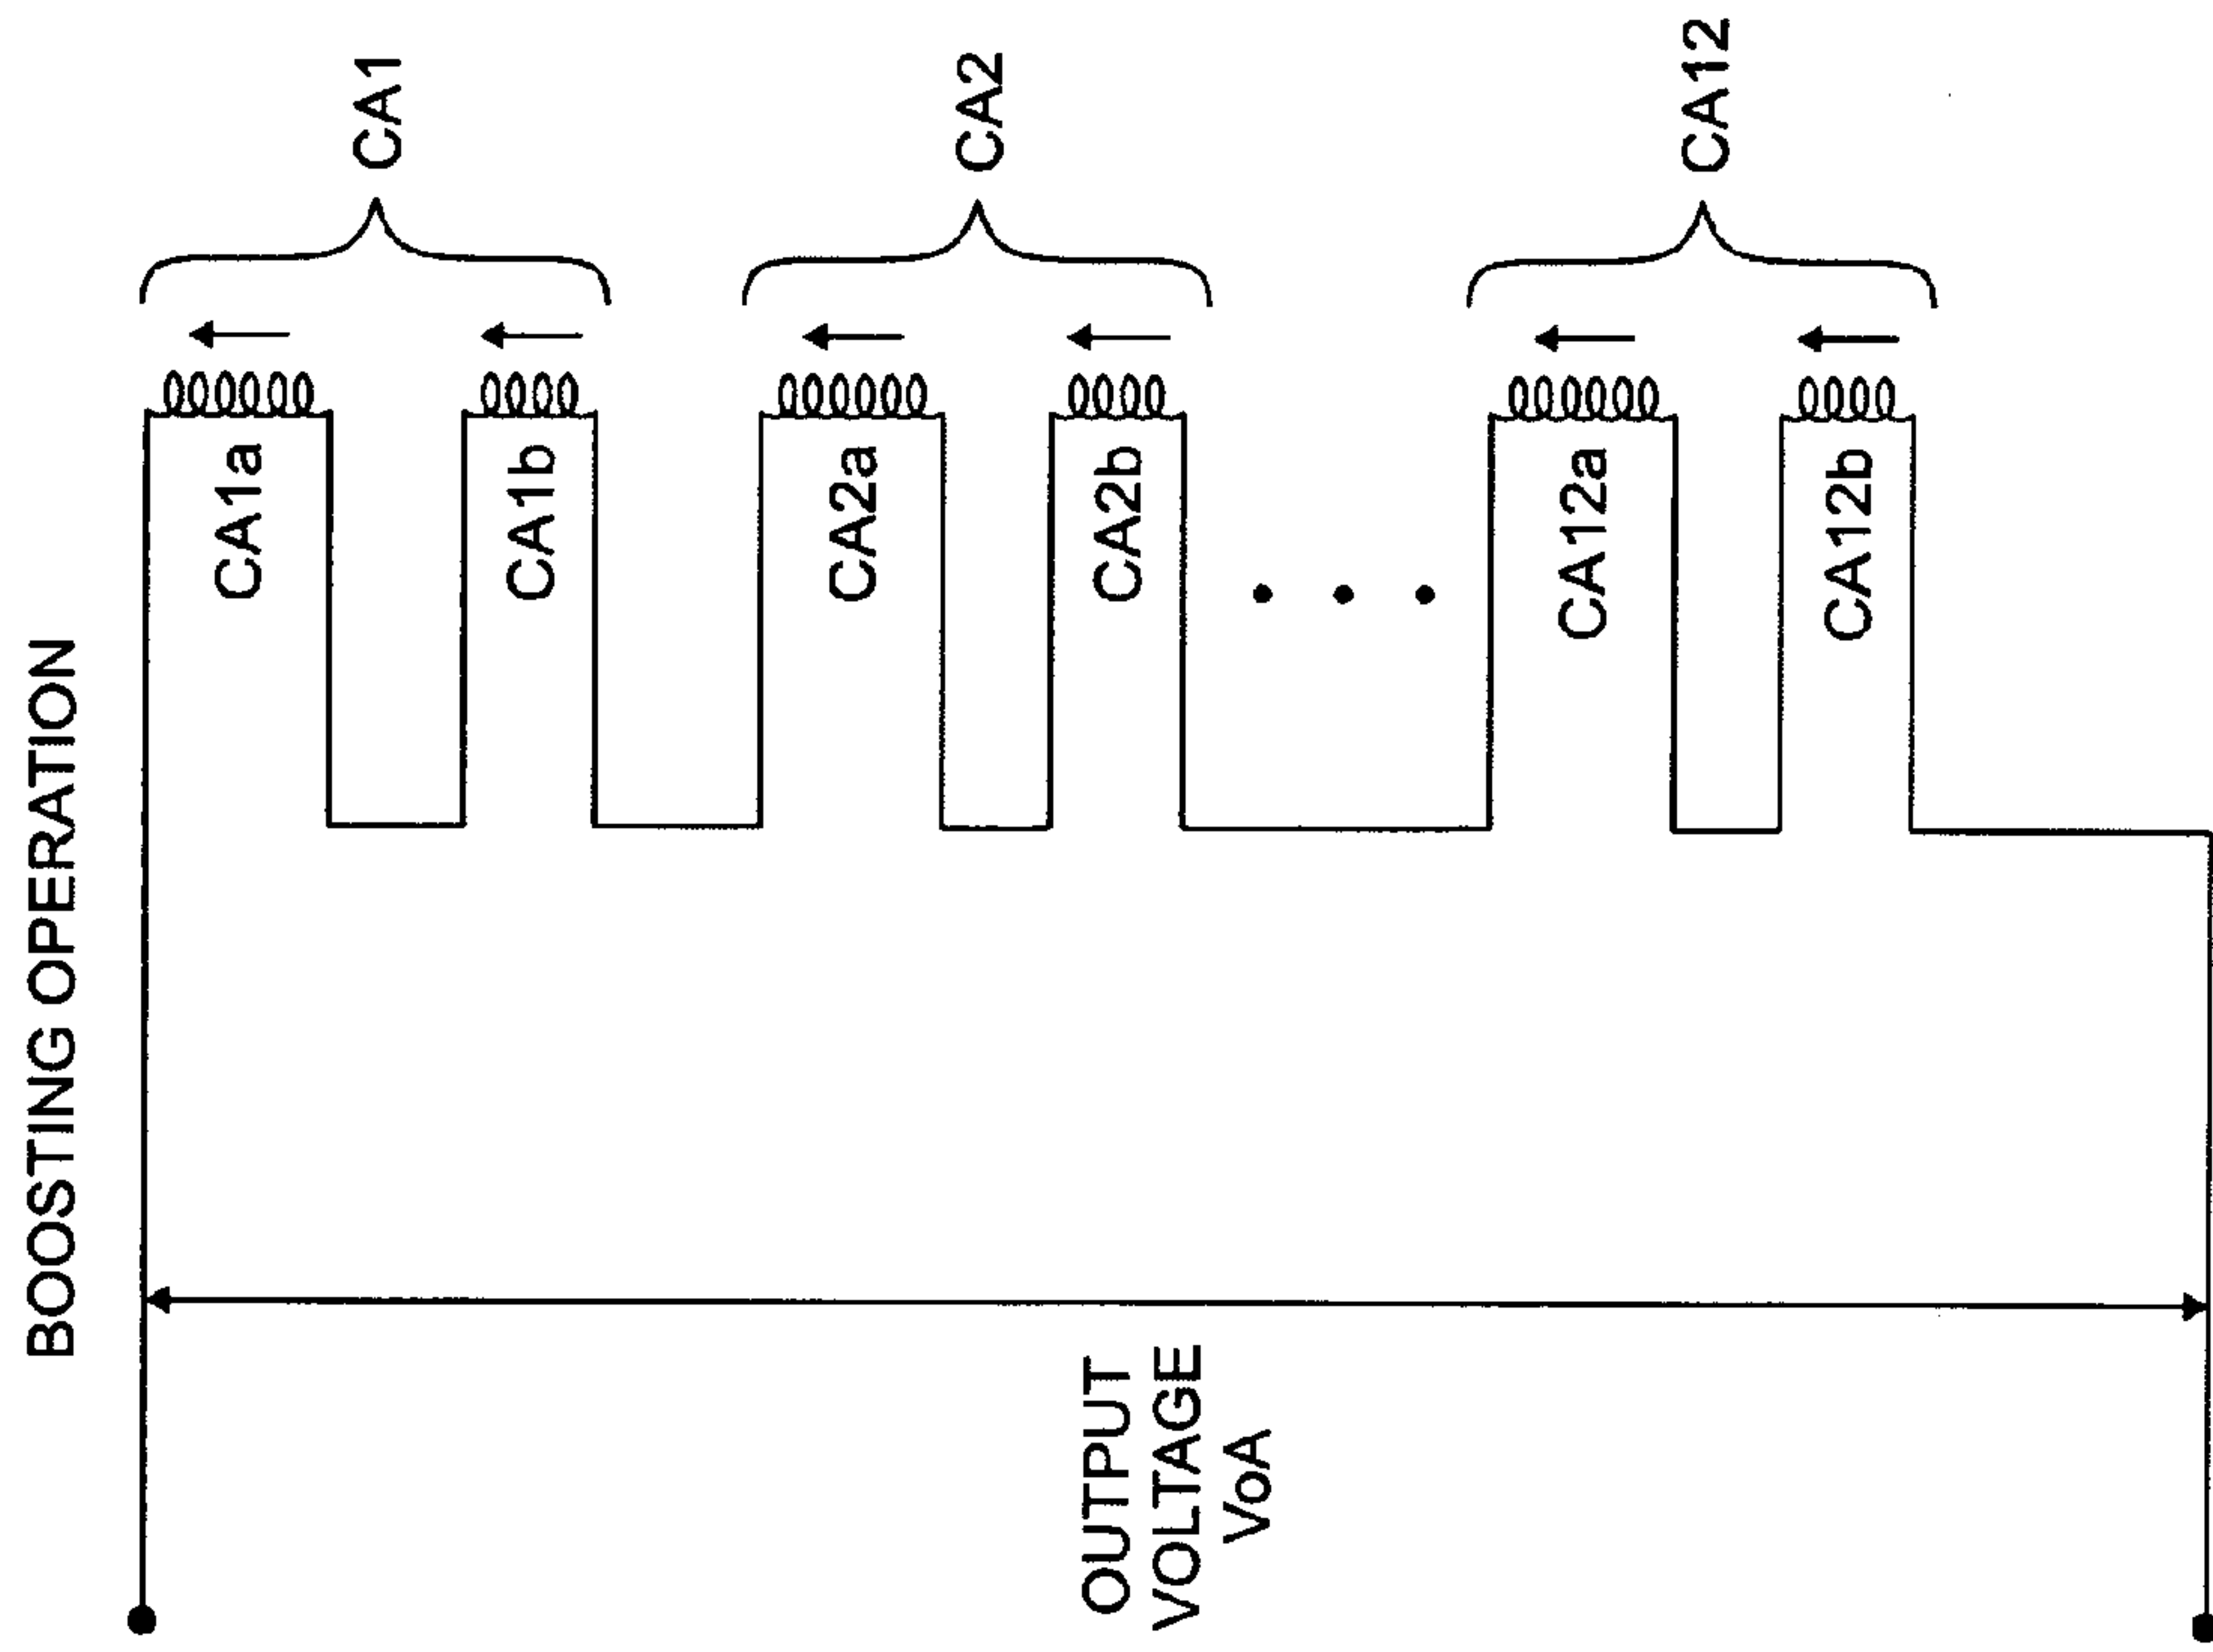 BOOSTING OPERATION
CA1
CA2
CA12
CA1a
CA1b
CA2a
CA2b
CA12a
CA12b
OUTPUT
VOLTAGE
VoA